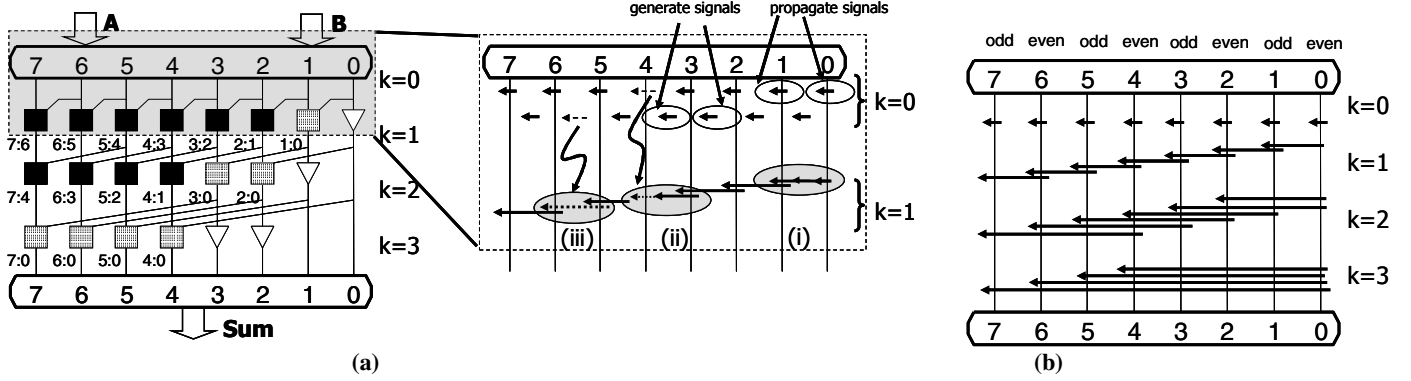 A B
7 6 5 4 3 2 1 0
k=0
k=1
7:6 6:5 5:4 4:3 3:2 2:1 1:0
k=2
7:4 6:3 5:2 4:1 3:0 2:0
k=3
7:0 6:0 5:0 4:0
7 6 5 4 3 2 1 0
Sum
(a)
generate signals propagate signals
7 6 5 4 3 2 1 0
k=0
k=1
(iii) (ii) (i)
odd even odd even odd even odd even
7 6 5 4 3 2 1 0
k=0
k=1
k=2
k=3
7 6 5 4 3 2 1 0
(b)